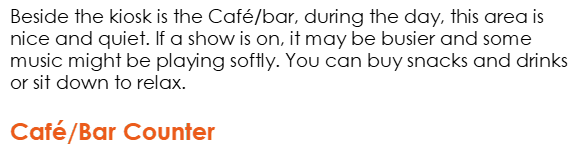 Beside the kiosk is the Café/bar, during the day, this area is
nice and quiet. If a show is on, it may be busier and some
music might be playing softly. You can buy snacks and drinks
or sit down to relax.
Café/Bar Counter